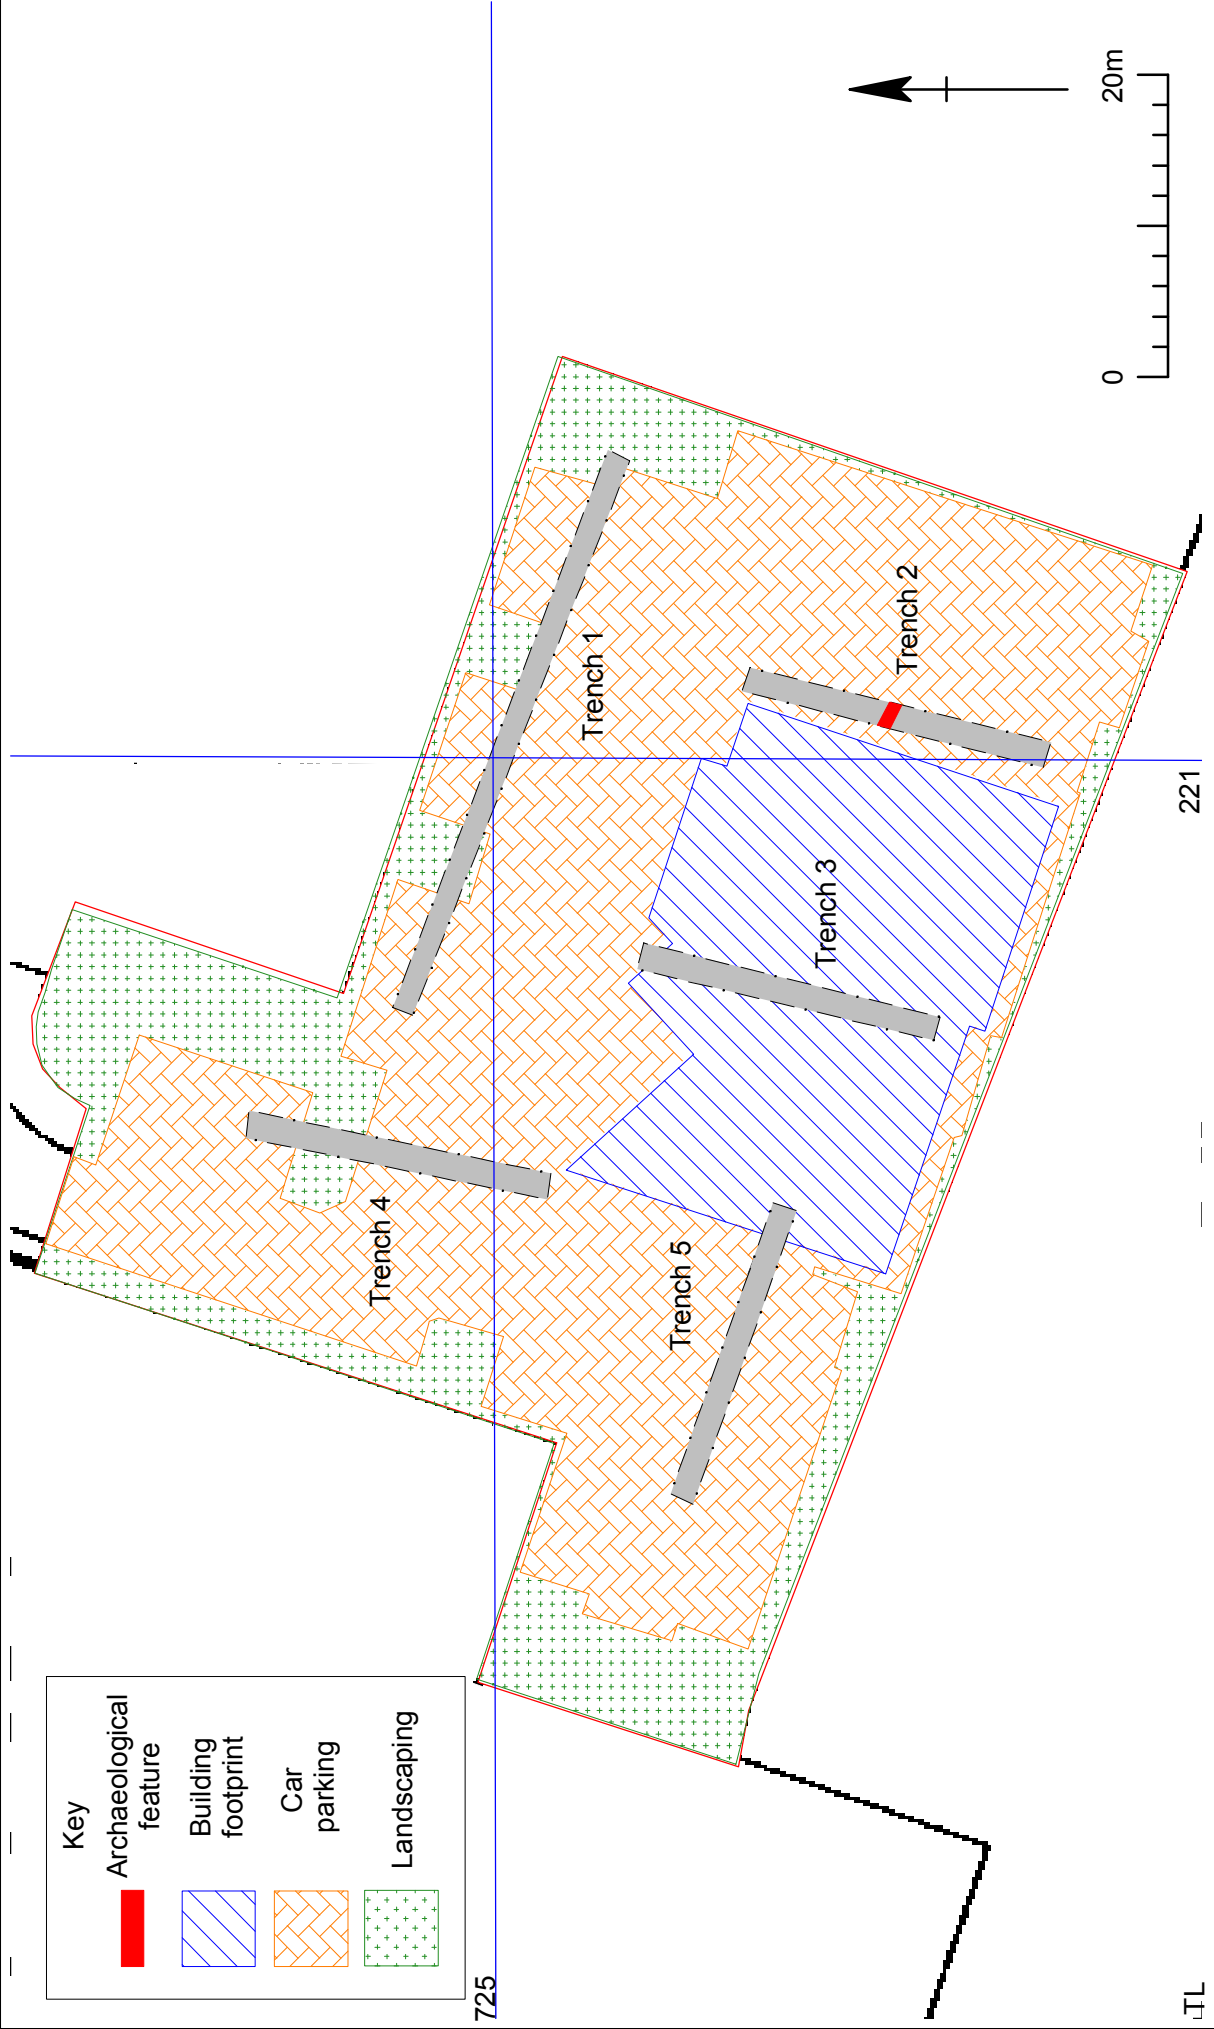 Key
Archaeological
feature
Building
footprint
Car
parking
Landscaping
725
Trench 4
Trench 1
Trench 5
Trench 3
Trench 2
0
20m
TL
221